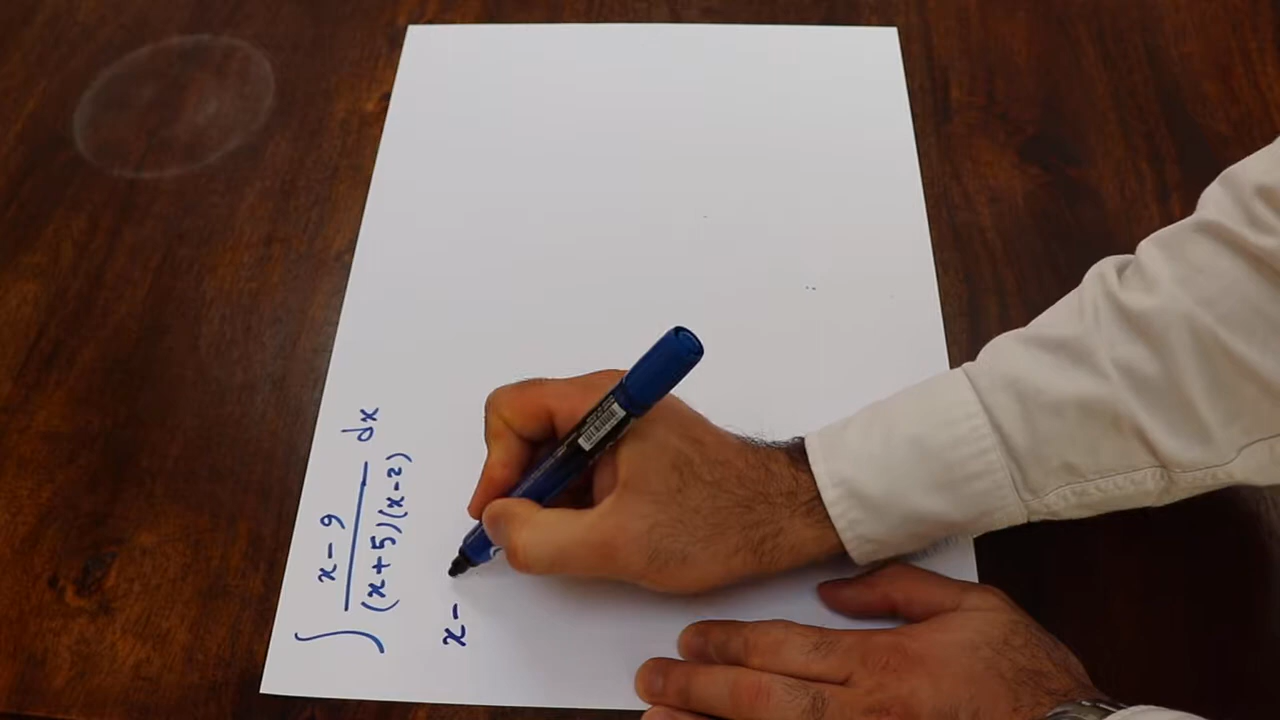 ∫ x - 9 / (x + 5)(x - 2) dx
x -